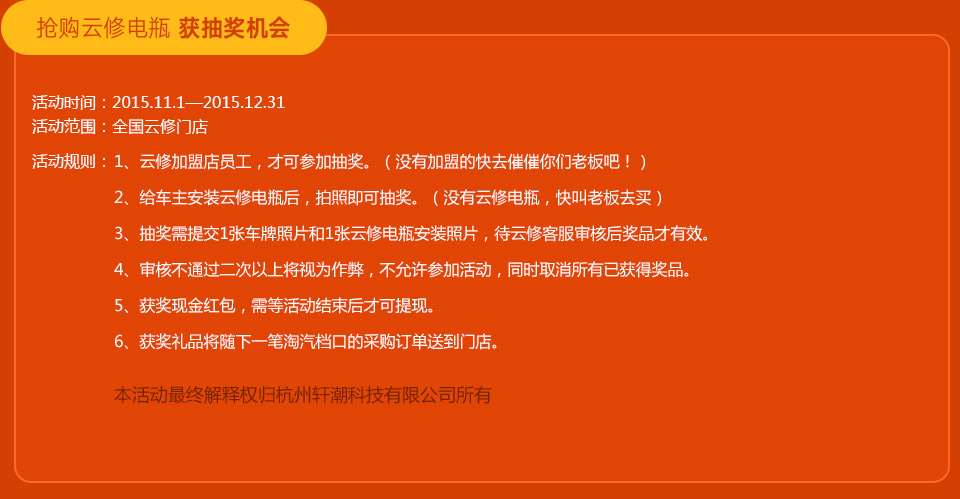 抢购云修电瓶 获抽奖机会
活动时间：2015.11.1—2015.12.31
活动范围：全国云修门店
活动规则：1、云修加盟店员工，才可参加抽奖。（没有加盟的快去催催你们老板吧！）
2、给车主安装云修电瓶后，拍照即可抽奖。（没有云修电瓶，快叫老板去买）
3、抽奖需提交1张车牌照片和1张云修电瓶安装照片，待云修客服审核后奖品才有效。
4、审核不通过二次以上将视为作弊，不允许参加活动，同时取消所有已获得奖品。
5、获奖现金红包，需等活动结束后才可提现。
6、获奖礼品将随下一笔淘汽档口的采购订单送到门店。
本活动最终解释权归杭州轩潮科技有限公司所有